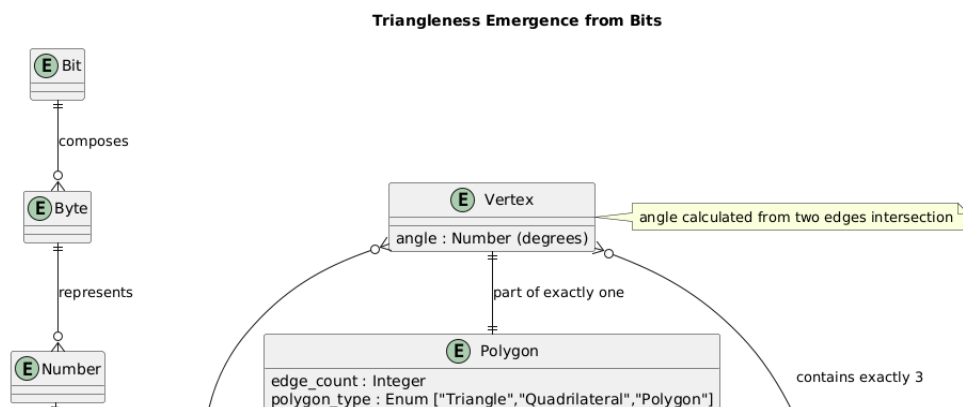 Triangleness Emergence from Bits
E Bit
composes
E Vertex
E Byte
angle calculated from two edges intersection
angle : Number (degrees)
represents
part of exactly one
E Polygon
E Number
contains exactly 3
edge_count : Integer
polygon_type : Enum ["Triangle","Quadrilateral","Polygon"]